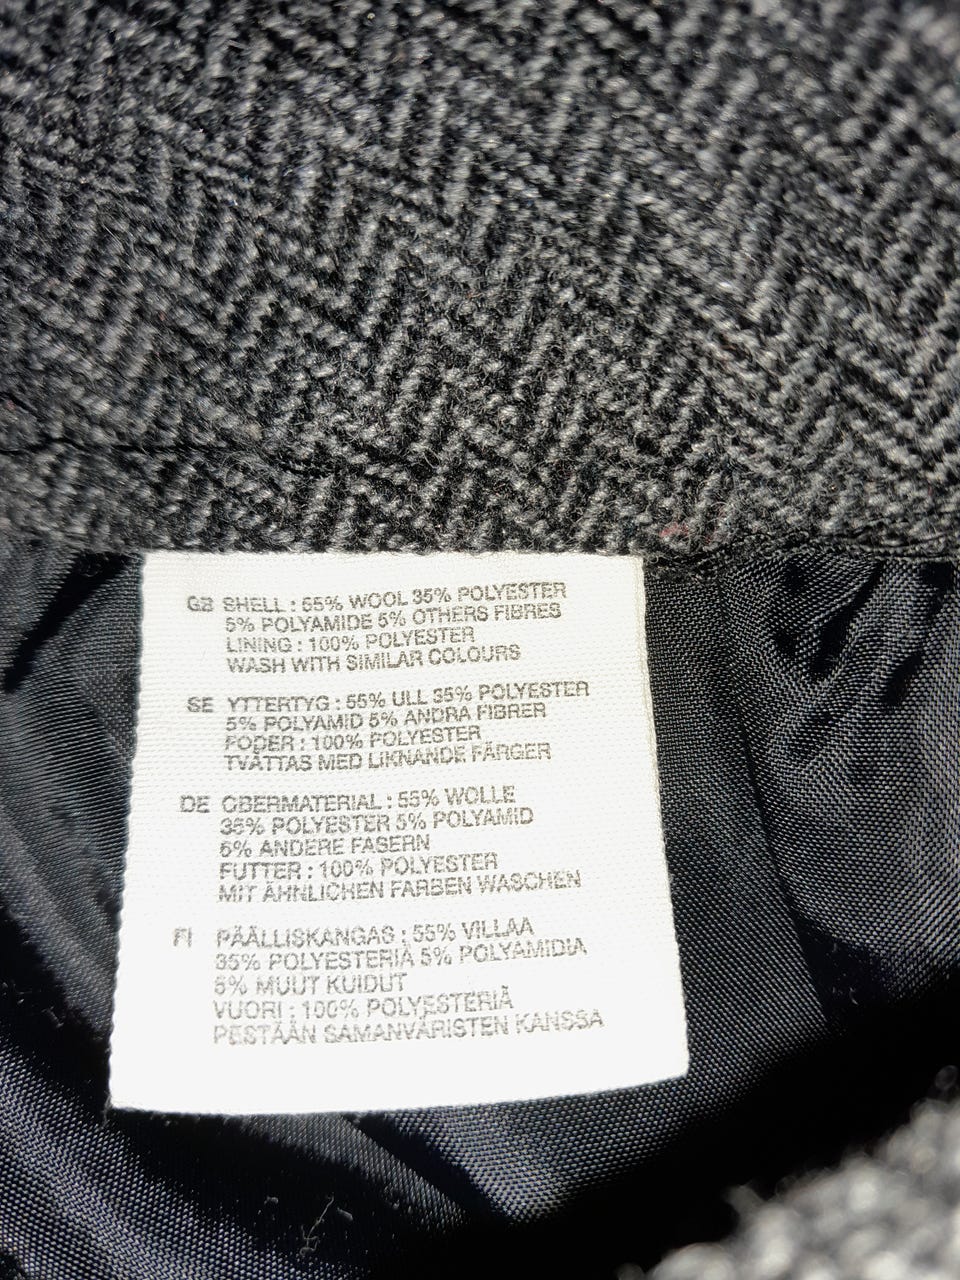 GB SHELL : 55% WOOL 35% POLYESTER
5% POLYAMIDE 5% OTHERS FIBRES
LINING : 100% POLYESTER
WASH WITH SIMILAR COLOURS
SE YTTERTYG : 55% ULL 35% POLYESTER
5% POLYAMID 5% ANDRA FIBRER
FODER : 100% POLYESTER
TVÄTTAS MED LIKNANDE FÄRGER
DE OBERMATERIAL : 55% WOLLE
35% POLYESTER 5% POLYAMID
5% ANDERE FASERN
FUTTER : 100% POLYESTER
MIT ÄHNLICHEN FARBEN WASCHEN
FI PÄÄLLISKANGAS : 55% VILLAA
35% POLYESTERIÄ 5% POLYAMIDIA
5% MUUT KUIDUT
VUORI : 100% POLYESTERIÄ
PESTÄÄN SAMANVÄRISTEN KANSSA